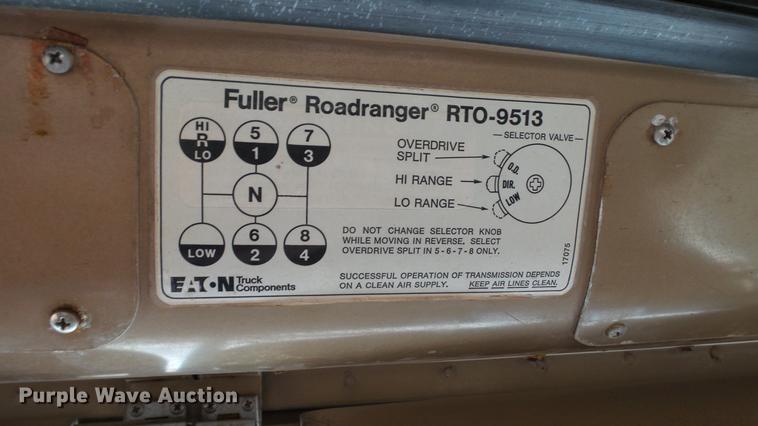 Fuller® Roadranger® RTO-9513
HI
R
LO
5
1
7
3
N
LOW
6
2
8
4
SELECTOR VALVE
OVERDRIVE
SPLIT
HI RANGE
LO RANGE
O.D.
DIR.
LOW
DO NOT CHANGE SELECTOR KNOB
WHILE MOVING IN REVERSE. SELECT
OVERDRIVE SPLIT IN 5-6-7-8 ONLY.
17075
EATON Truck
Components
SUCCESSFUL OPERATION OF TRANSMISSION DEPENDS
ON A CLEAN AIR SUPPLY. KEEP AIR LINES CLEAN.
Purple Wave Auction